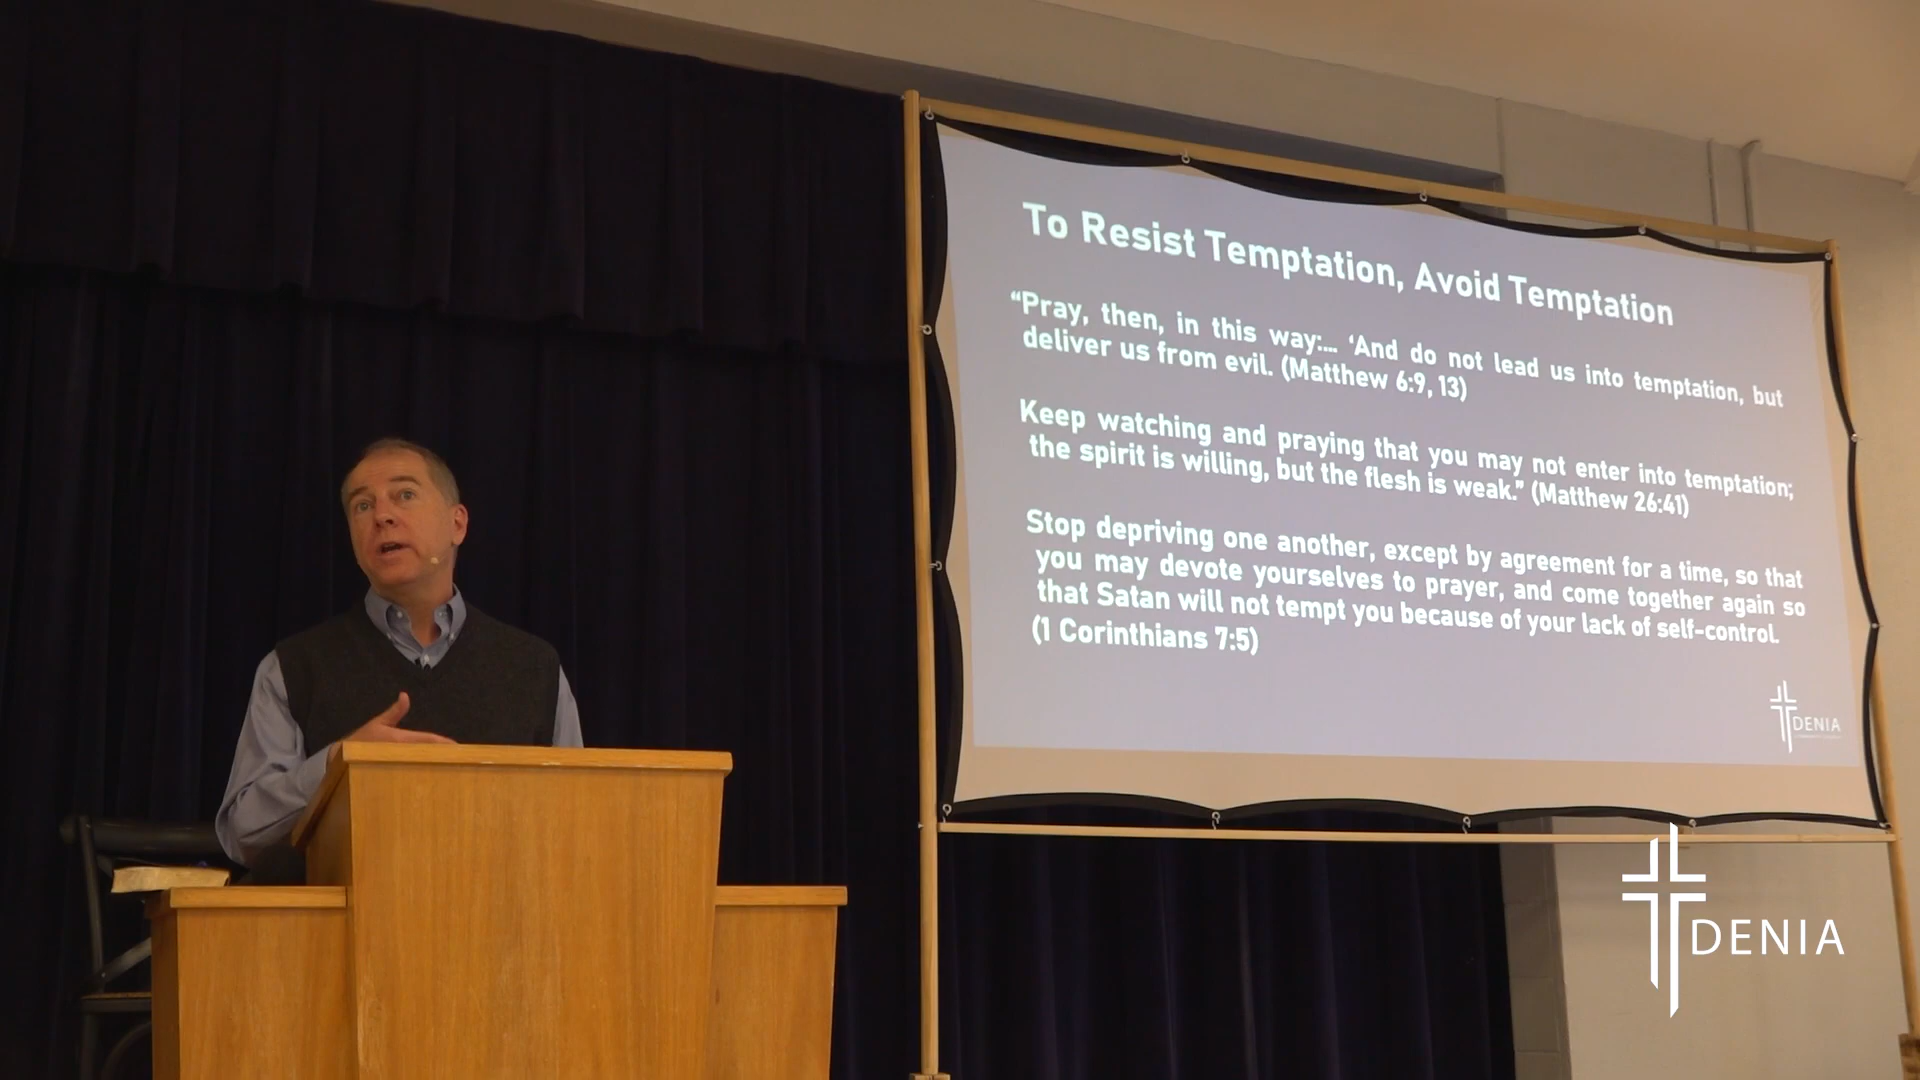 To Resist Temptation, Avoid Temptation
“Pray, then, in this way:... ‘And do not lead us into temptation, but
deliver us from evil. (Matthew 6:9, 13)
Keep watching and praying that you may not enter into temptation;
the spirit is willing, but the flesh is weak.” (Matthew 26:41)
Stop depriving one another, except by agreement for a time, so that
you may devote yourselves to prayer, and come together again so
that Satan will not tempt you because of your lack of self-control.
(1 Corinthians 7:5)
DENIA
DENIA